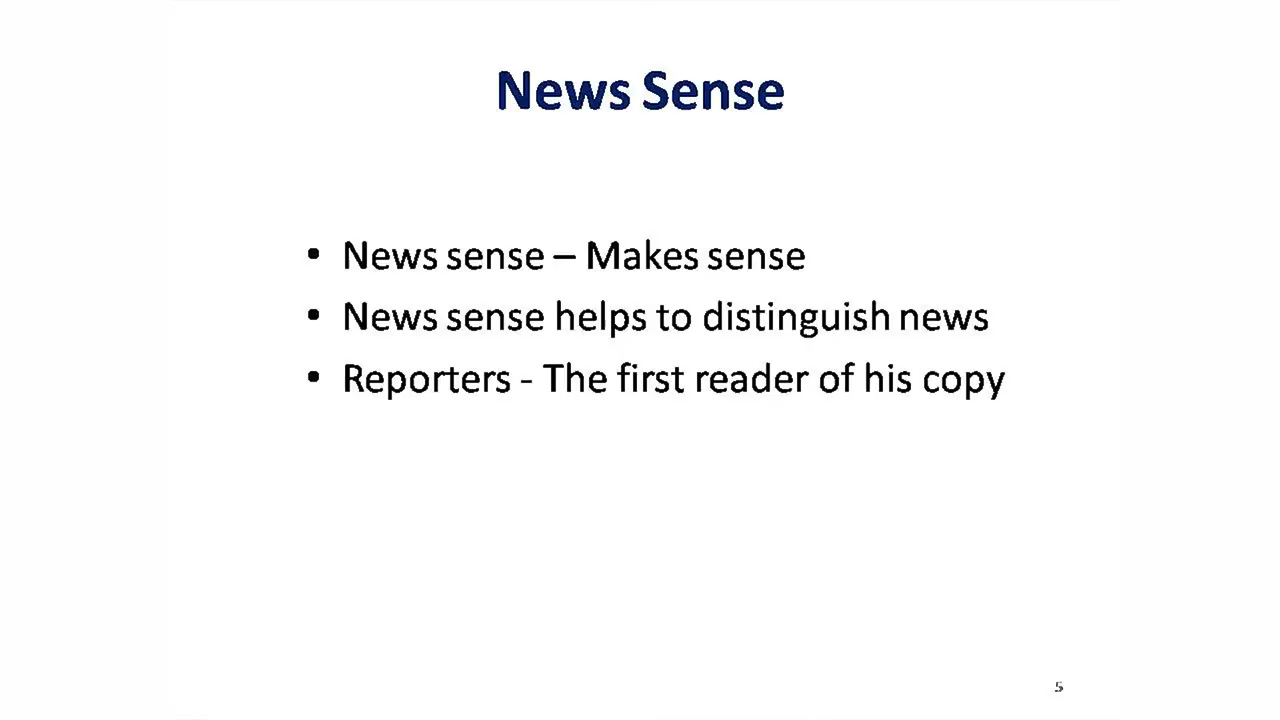 News Sense
• News sense – Makes sense
• News sense helps to distinguish news
• Reporters - The first reader of his copy
5